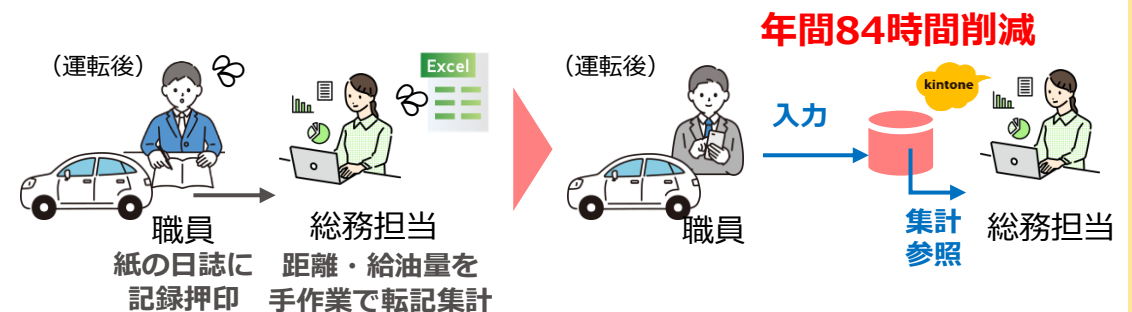 年間84時間削減
（運転後）
Excel
職員
紙の日誌に
記録押印
総務担当
距離・給油量を
手作業で転記集計
（運転後）
職員
入力
kintone
集計
参照
総務担当